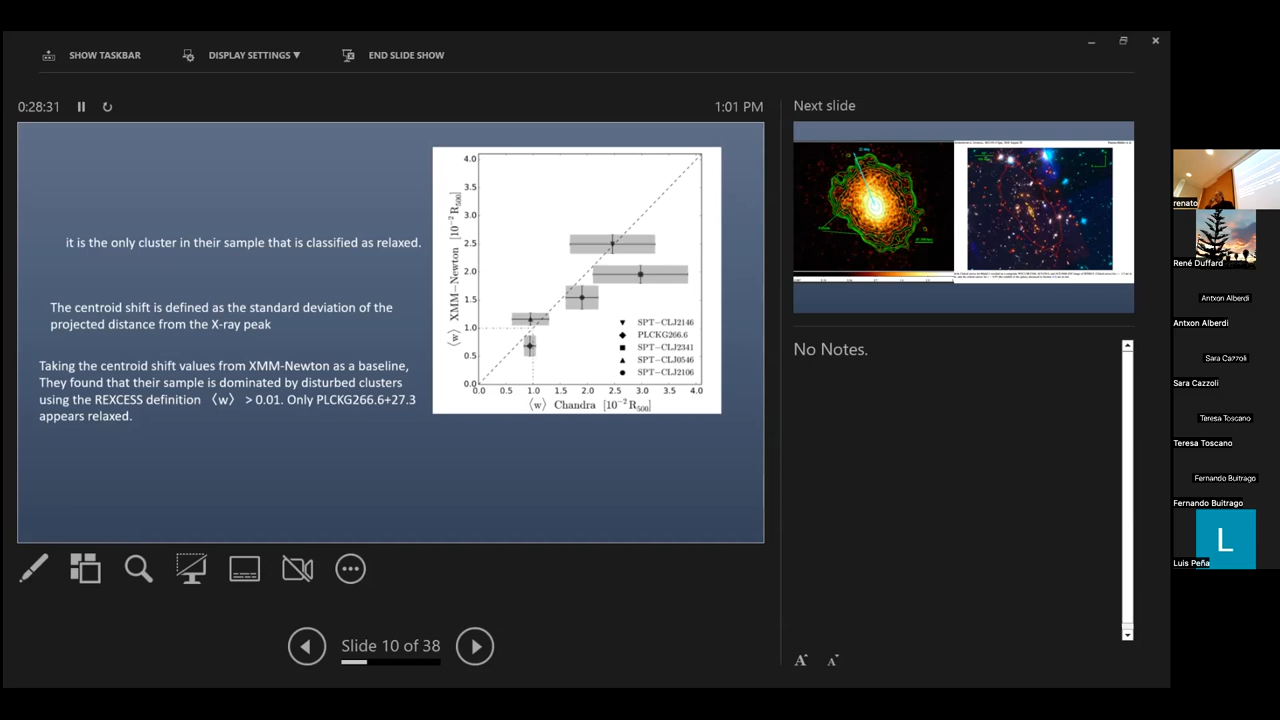 SHOW TASKBAR
DISPLAY SETTINGS ▼
END SLIDE SHOW
0:28:31
1:01 PM
Next slide
it is the only cluster in their sample that is classified as relaxed.
The centroid shift is defined as the standard deviation of the
projected distance from the X-ray peak
Taking the centroid shift values from XMM-Newton as a baseline,
They found that their sample is dominated by disturbed clusters
using the REXCESS definition 〈w〉 > 0.01. Only PLCKG266.6+27.3
appears relaxed.
4.0
3.5
3.0
2.5
2.0
1.5
1.0
0.5
0.0
⟨w⟩ XMM−Newton [10⁻² R₅₀₀]
SPT−CLJ2146
PLCKG266.6
SPT−CLJ2341
SPT−CLJ0546
SPT−CLJ2106
0.0 0.5 1.0 1.5 2.0 2.5 3.0 3.5 4.0
⟨w⟩ Chandra [10⁻² R₅₀₀]
No Notes.
Slide 10 of 38
A
A
renato
René Duffard
Antxon Alberdi
Antxon Alberdi
Sara Cazzoli
Sara Cazzoli
Teresa Toscano
Teresa Toscano
Fernando Buitrago
Fernando Buitrago
L
Luis Peña